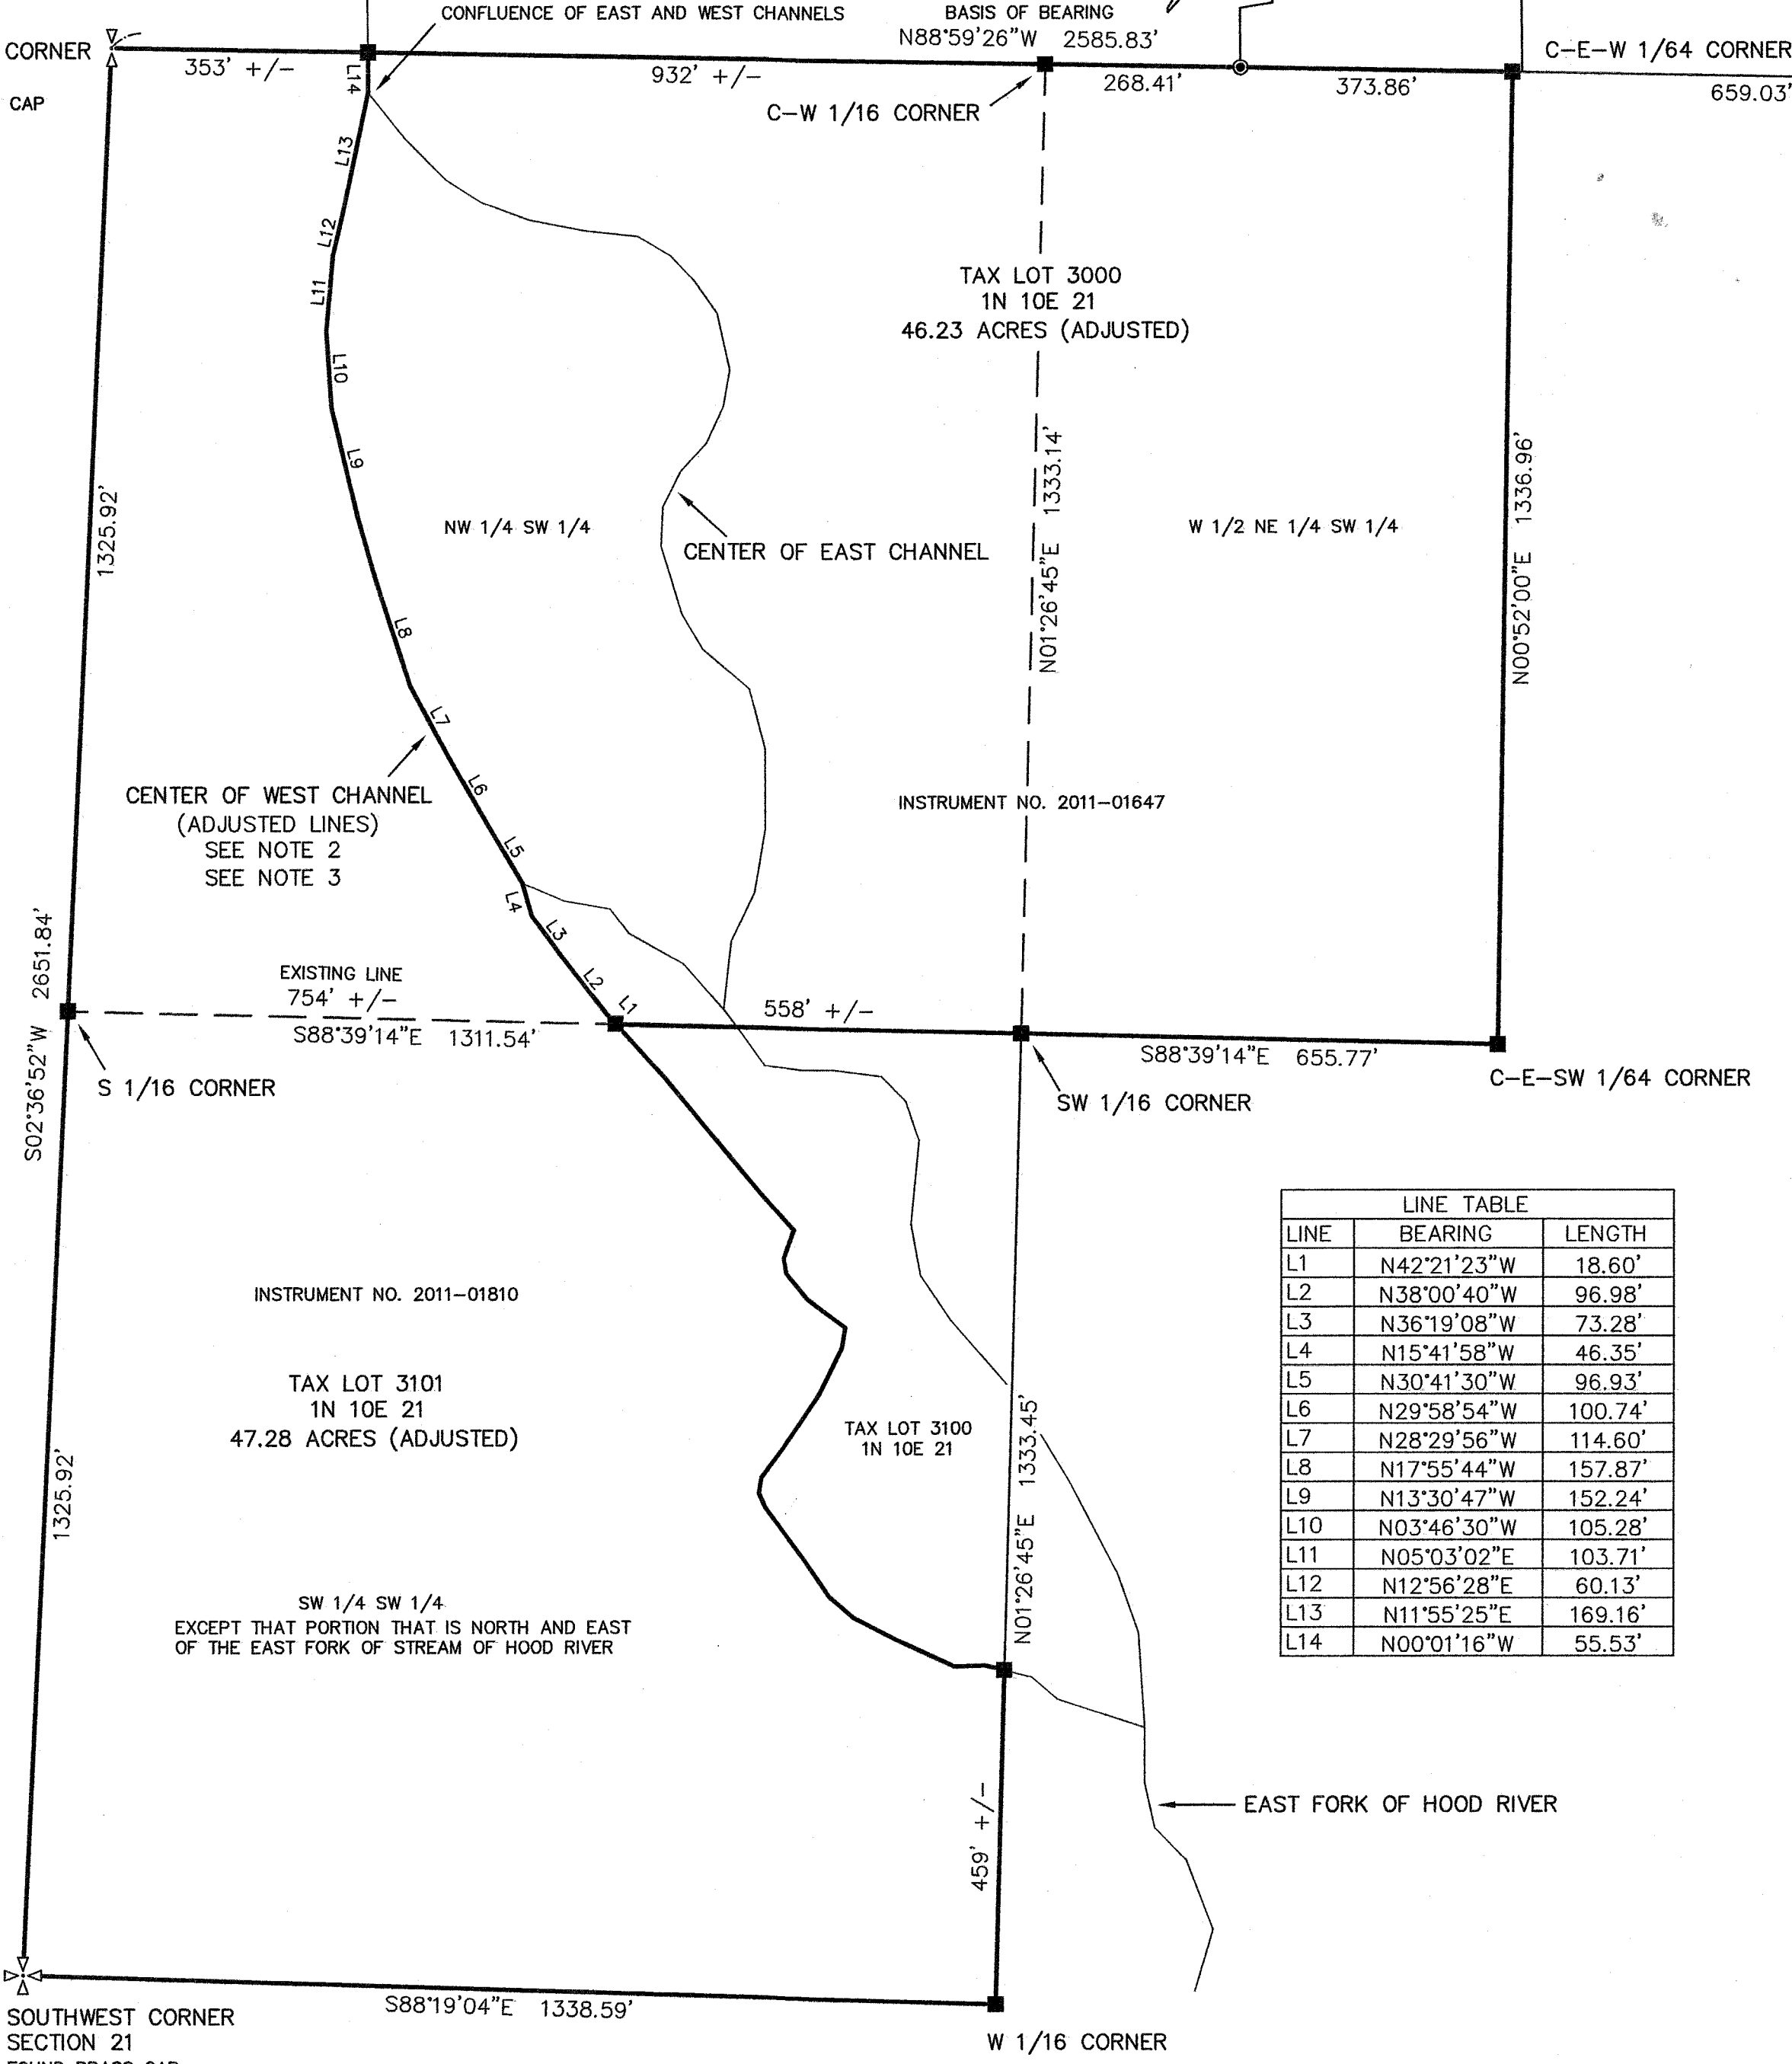 CONFLUENCE OF EAST AND WEST CHANNELS
BASIS OF BEARING
N88°59'26"W 2585.83'
CORNER
CAP
353' +/-
932' +/-
268.41'
373.86'
C-E-W 1/64 CORNER
659.03'
C-W 1/16 CORNER
L14
L13
L12
L11
L10
L9
L8
L7
L6
L5
L4
L3
L2
L1
TAX LOT 3000
1N 10E 21
46.23 ACRES (ADJUSTED)
1325.92'
NW 1/4 SW 1/4
CENTER OF EAST CHANNEL
N01°26'45"E 1333.14'
W 1/2 NE 1/4 SW 1/4
N00°52'00"E 1336.96'
CENTER OF WEST CHANNEL
(ADJUSTED LINES)
SEE NOTE 2
SEE NOTE 3
INSTRUMENT NO. 2011-01647
S02°36'52"W 2651.84'
EXISTING LINE
754' +/-
S88°39'14"E 1311.54'
558' +/-
S88°39'14"E 655.77'
S 1/16 CORNER
SW 1/16 CORNER
C-E-SW 1/64 CORNER
LINE TABLE
LINE BEARING LENGTH
L1 N42°21'23"W 18.60'
L2 N38°00'40"W 96.98'
L3 N36°19'08"W 73.28'
L4 N15°41'58"W 46.35'
L5 N30°41'30"W 96.93'
L6 N29°58'54"W 100.74'
L7 N28°29'56"W 114.60'
L8 N17°55'44"W 157.87'
L9 N13°30'47"W 152.24'
L10 N03°46'30"W 105.28'
L11 N05°03'02"E 103.71'
L12 N12°56'28"E 60.13'
L13 N11°55'25"E 169.16'
L14 N00°01'16"W 55.53'
INSTRUMENT NO. 2011-01810
TAX LOT 3101
1N 10E 21
47.28 ACRES (ADJUSTED)
TAX LOT 3100
1N 10E 21
1325.92'
N01°26'45"E 1333.45'
SW 1/4 SW 1/4
EXCEPT THAT PORTION THAT IS NORTH AND EAST
OF THE EAST FORK OF STREAM OF HOOD RIVER
459' +/-
EAST FORK OF HOOD RIVER
S88°19'04"E 1338.59'
SOUTHWEST CORNER
SECTION 21
W 1/16 CORNER